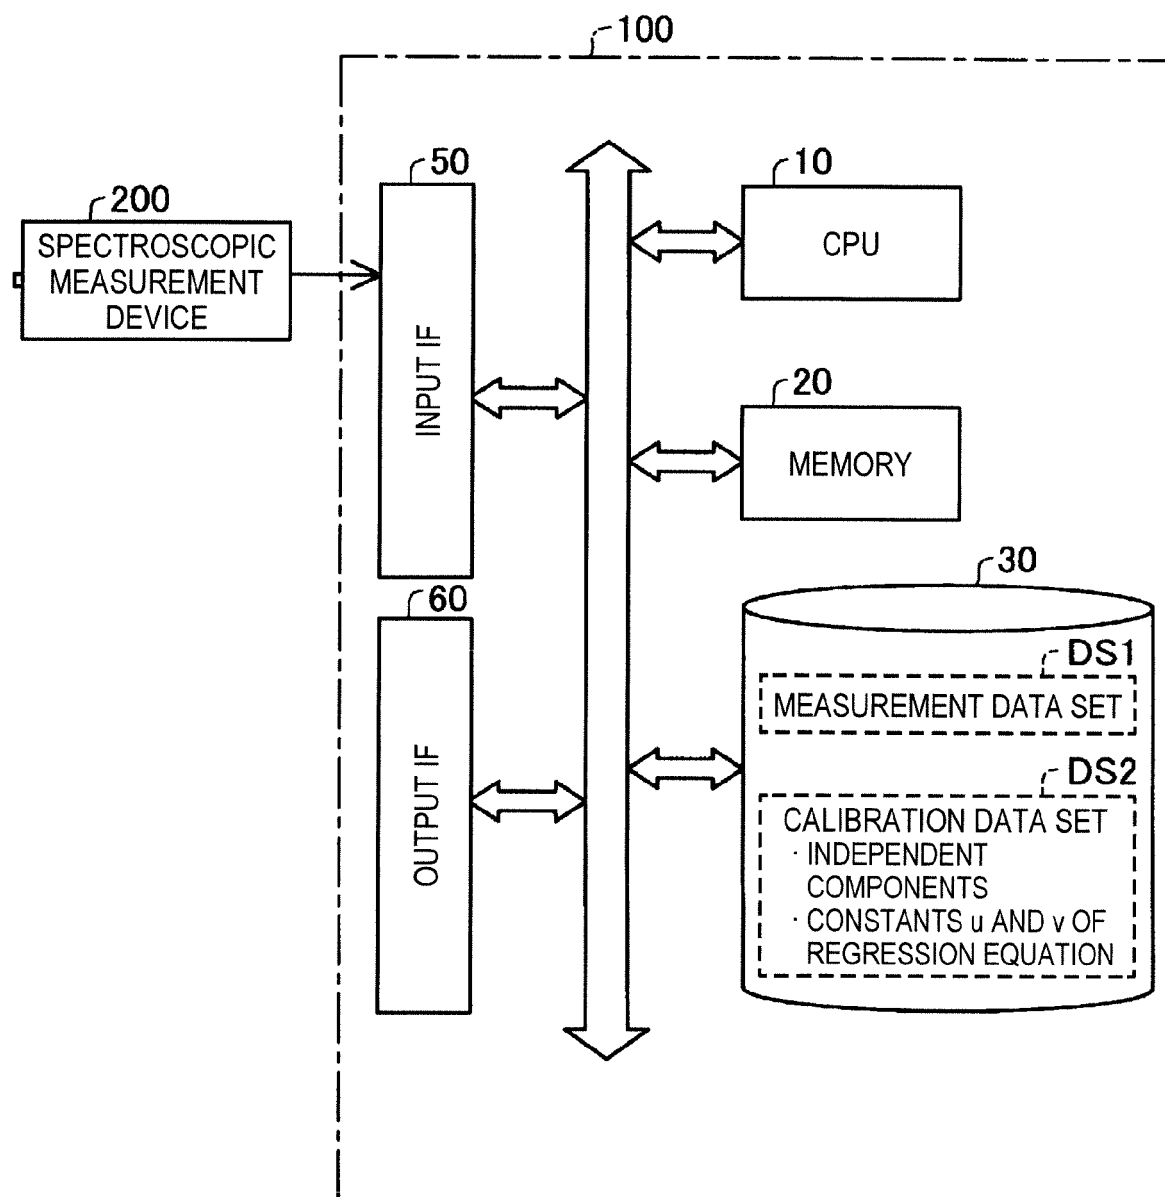 100
50
10
200
SPECTROSCOPIC
MEASUREMENT
DEVICE
CPU
INPUT IF
20
MEMORY
30
60
DS1
MEASUREMENT DATA SET
OUTPUT IF
DS2
CALIBRATION DATA SET
· INDEPENDENT
COMPONENTS
· CONSTANTS u AND v OF
REGRESSION EQUATION